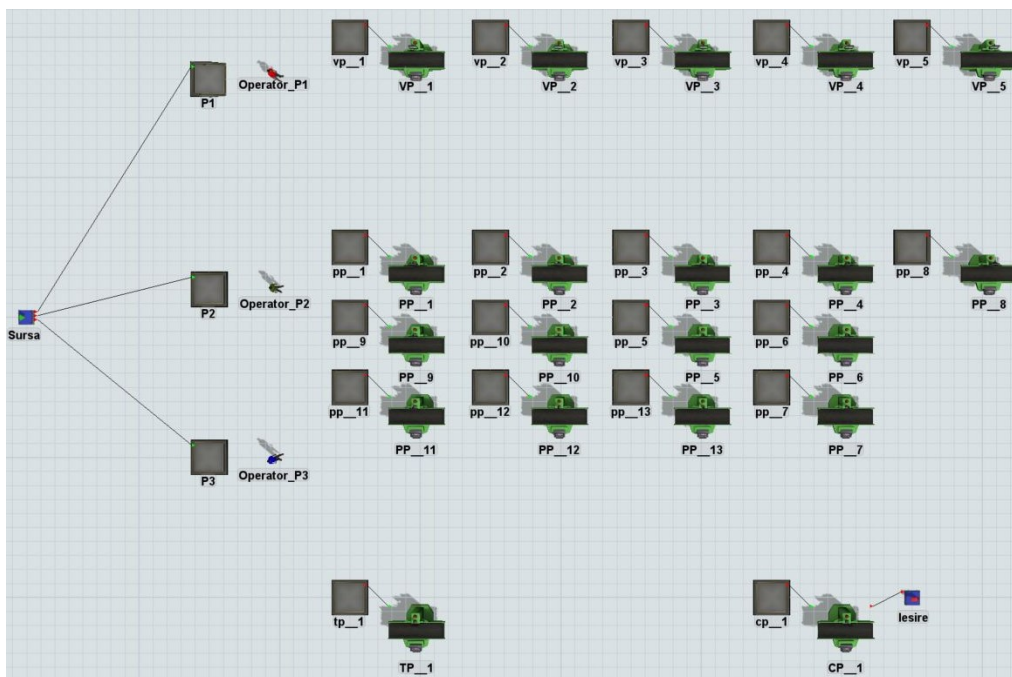 vp__1
vp__2
vp__3
vp__4
vp__5
P1
Operator_P1
VP__1
VP__2
VP__3
VP__4
VP__5
pp__1
pp__2
pp__3
pp__4
pp__8
P2
Operator_P2
PP__1
PP__2
PP__3
PP__4
PP__8
Sursa
pp__9
pp__10
pp__5
pp__6
PP__9
PP__10
PP__5
PP__6
pp__11
pp__12
pp__13
pp__7
PP__11
PP__12
PP__13
PP__7
P3
Operator_P3
tp__1
cp__1
Iesire
TP__1
CP__1